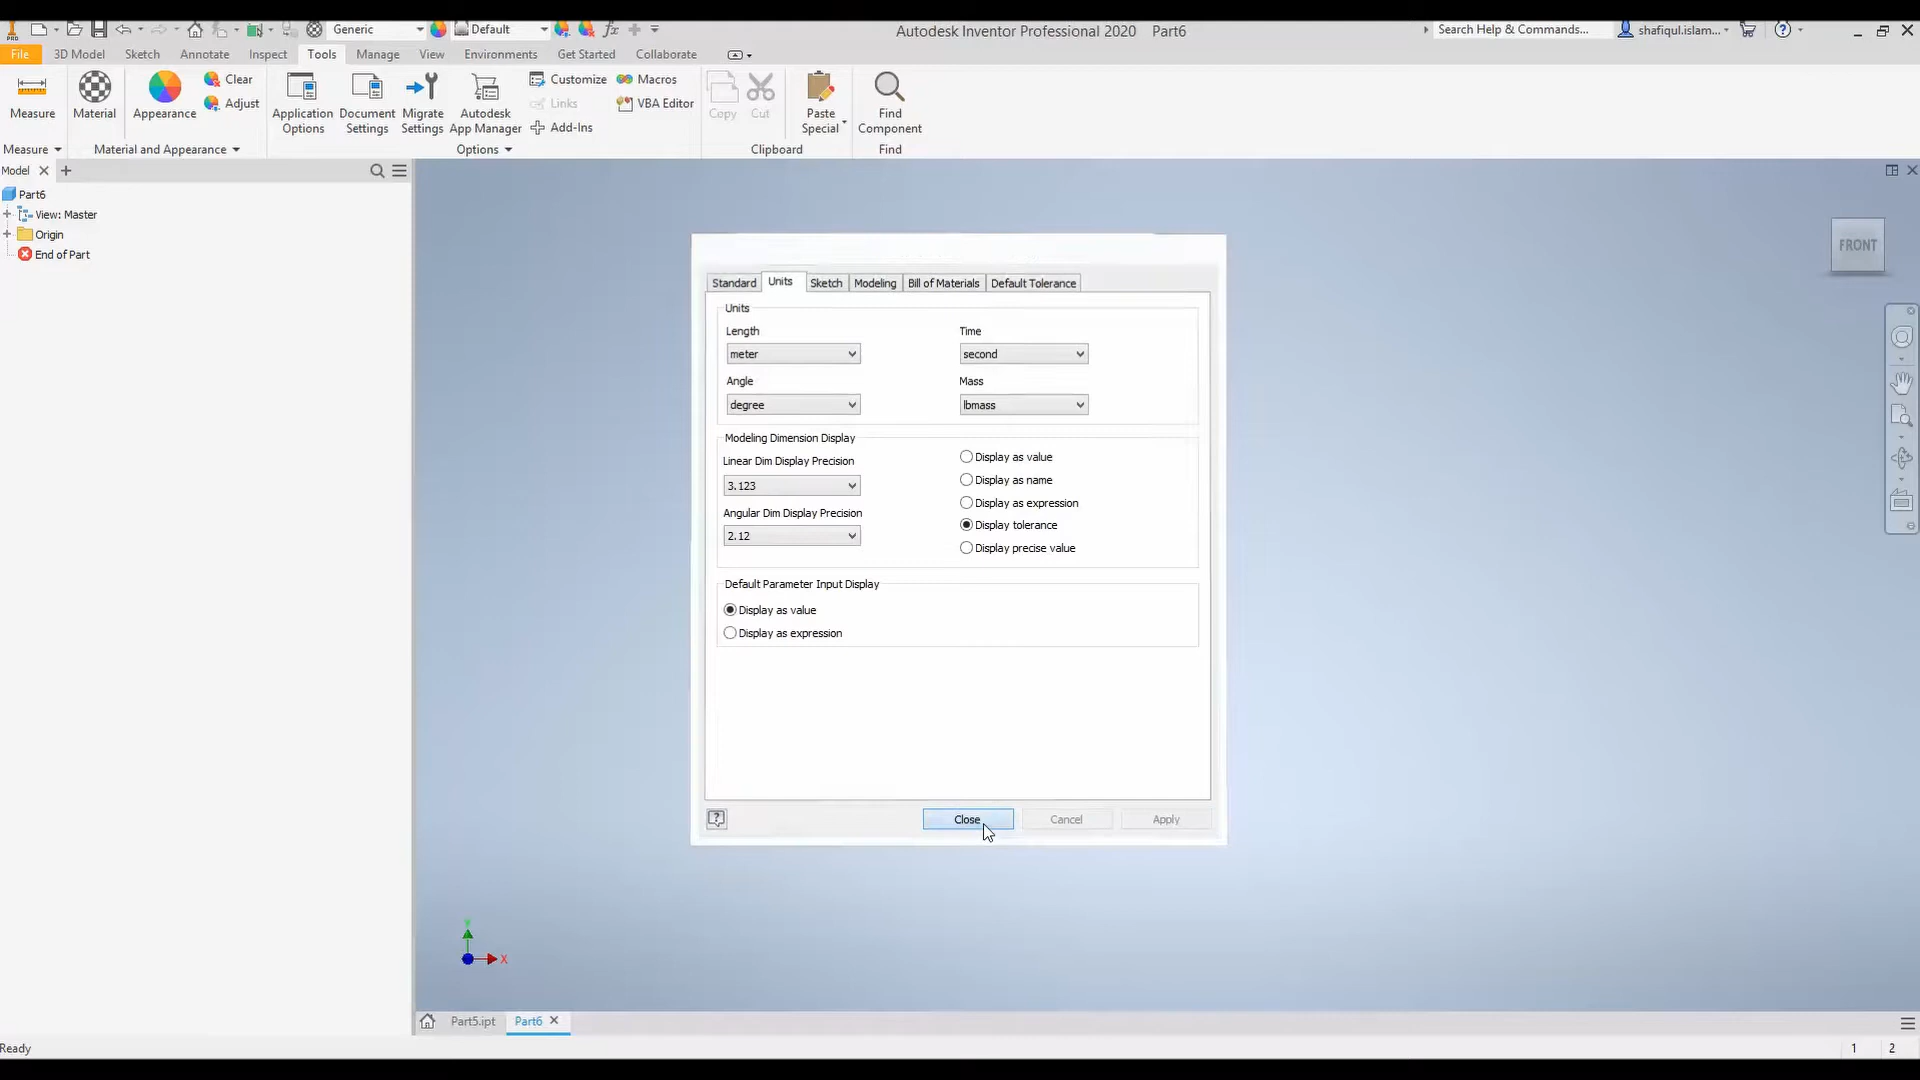 Generic
Default
Autodesk Inventor Professional 2020 Part6
Search Help & Commands...
shafiqul.islam...
PRO
File
3D Model
Sketch
Annotate
Inspect
Tools
Manage
View
Environments
Get Started
Collaborate
Measure
Material
Appearance
Clear
Adjust
Application Options
Document Settings
Migrate Settings
Autodesk App Manager
Customize
Links
Add-Ins
Macros
VBA Editor
Copy
Cut
Paste Special
Find Component
Measure
Material and Appearance
Options
Clipboard
Find
Model
Part6
View: Master
Origin
End of Part
FRONT
Standard
Units
Sketch
Modeling
Bill of Materials
Default Tolerance
Units
Length
Time
meter
second
Angle
Mass
degree
lbmass
Modeling Dimension Display
Linear Dim Display Precision
3.123
Angular Dim Display Precision
2.12
Display as value
Display as name
Display as expression
Display tolerance
Display precise value
Default Parameter Input Display
Display as value
Display as expression
Close
Cancel
Apply
Y
X
Part5.ipt
Part6
Ready
1 2